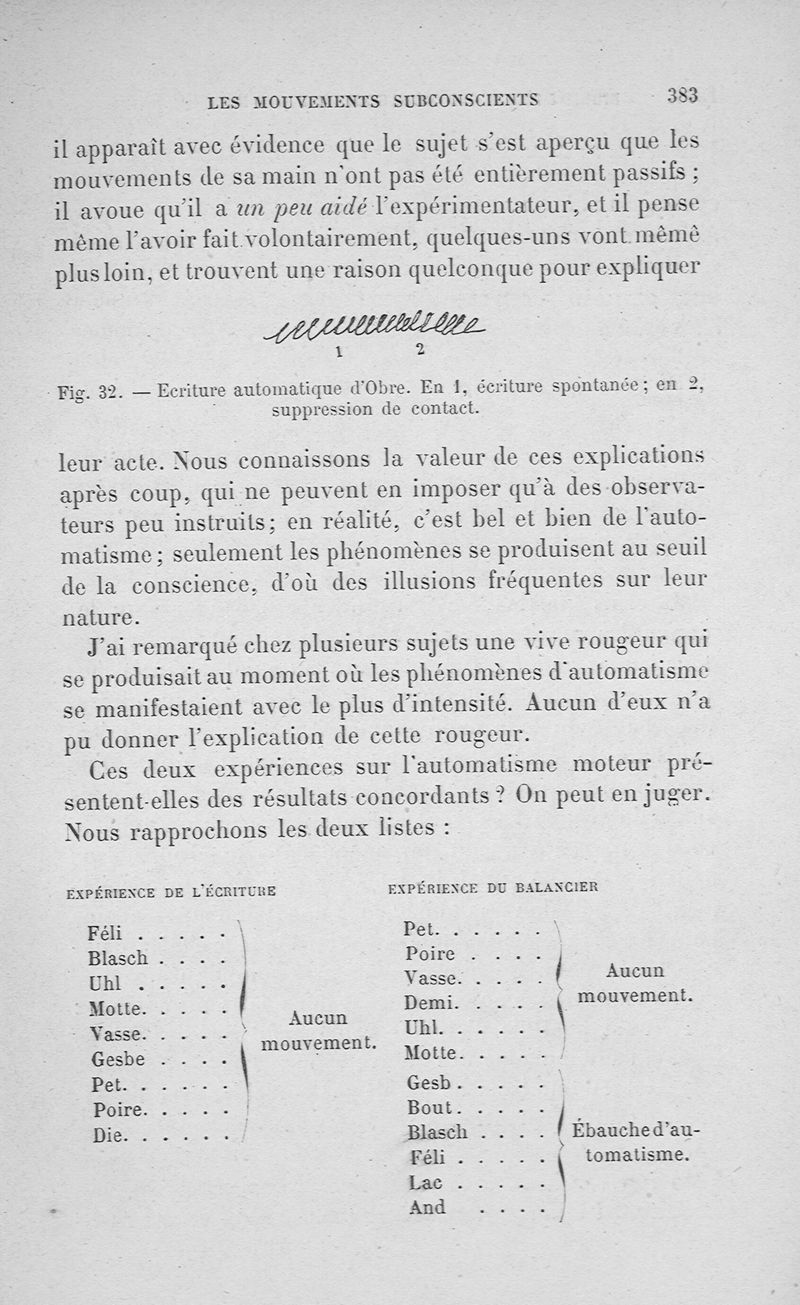 LES MOUVEMENTS SUBCONSCIENTS 383
il apparaît avec évidence que le sujet s'est aperçu que les
mouvements de sa main n'ont pas été entièrement passifs ;
il avoue qu'il a un peu aidé l'expérimentateur, et il pense
même l'avoir fait volontairement, quelques-uns vont même
plus loin, et trouvent une raison quelconque pour expliquer
1 2
Fig. 32. — Ecriture automatique d'Obre. En 1, écriture spontanée ; en 2,
suppression de contact.
leur acte. Nous connaissons la valeur de ces explications
après coup, qui ne peuvent en imposer qu'à des observa-
teurs peu instruits ; en réalité, c'est bel et bien de l'auto-
matisme ; seulement les phénomènes se produisent au seuil
de la conscience, d'où des illusions fréquentes sur leur
nature.
J'ai remarqué chez plusieurs sujets une vive rougeur qui
se produisait au moment où les phénomènes d'automatisme
se manifestaient avec le plus d'intensité. Aucun d'eux n'a
pu donner l'explication de cette rougeur.
Ces deux expériences sur l'automatisme moteur pré-
sentent-elles des résultats concordants ? On peut en juger.
Nous rapprochons les deux listes :
EXPÉRIENCE DE L'ÉCRITURE
Féli . . . . .
Blasch . . . .
Uhl . . . . .
Motte. . . . .
Vasse. . . . .
Gesbe . . . .
Pet. . . . . .
Poire. . . . .
Die. . . . . .
Aucun
mouvement.
EXPÉRIENCE DU BALANCIER
Pet. . . . . .
Poire . . . .
Vasse. . . . .
Demi. . . . .
Uhl. . . . . .
Motte. . . . .
Aucun
mouvement.
Gesb . . . . .
Bout. . . . .
Blasch . . . .
Féli . . . . .
Lac . . . . .
And . . . .
Ébauche d'au-
tomatisme.